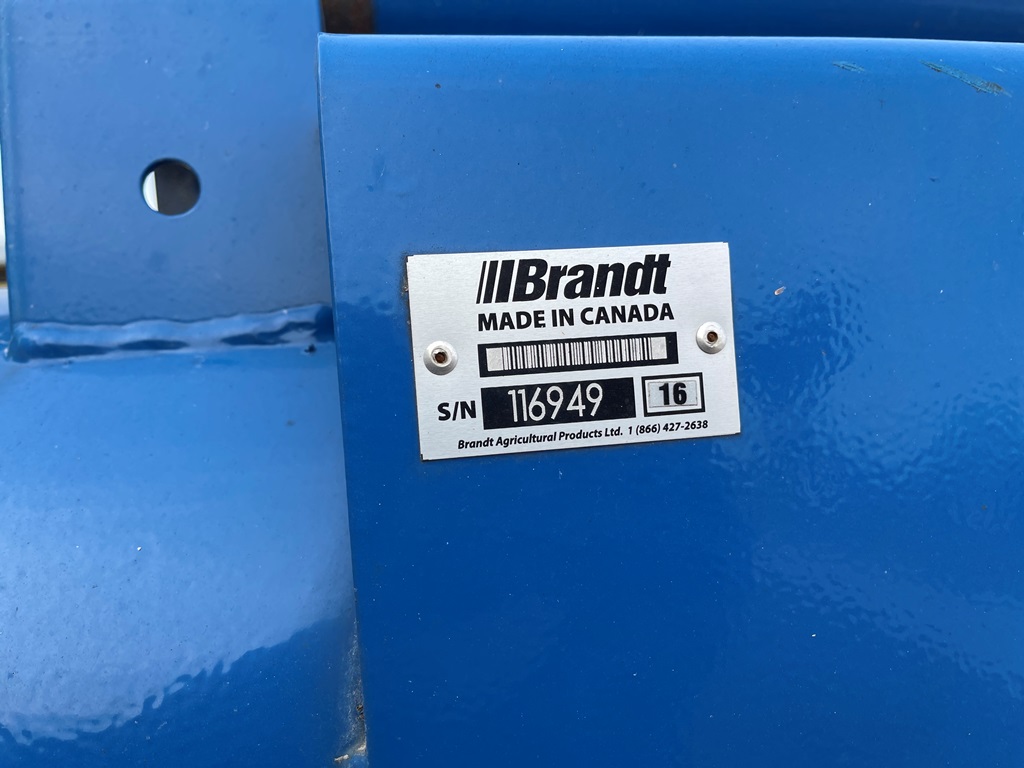 Brandt
MADE IN CANADA
S/N 116949 16
Brandt Agricultural Products Ltd. 1 (866) 427-2638